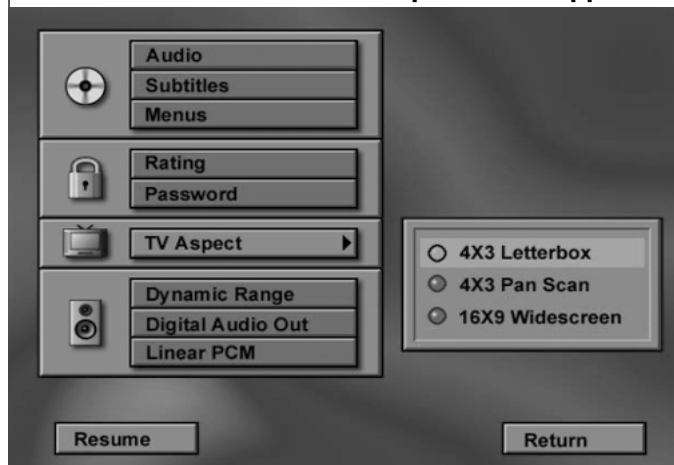 Audio
Subtitles
Menus
Rating
Password
TV Aspect
4X3 Letterbox
4X3 Pan Scan
16X9 Widescreen
Dynamic Range
Digital Audio Out
Linear PCM
Resume
Return